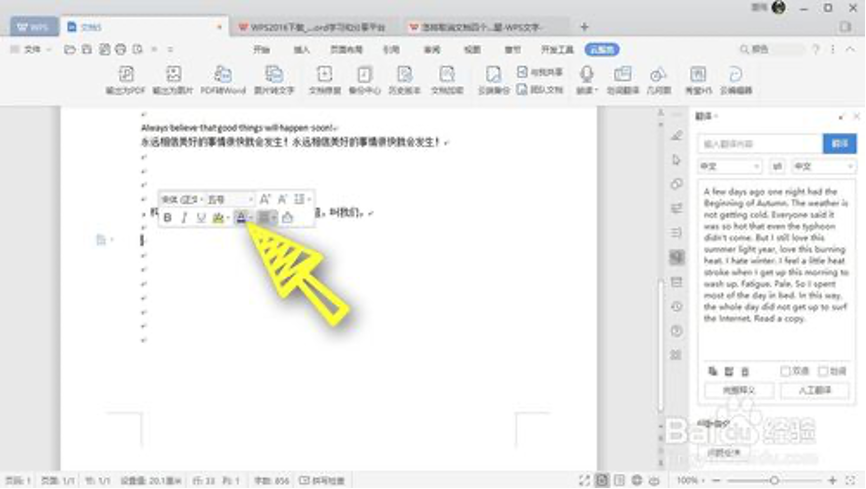 WPS 文档5 WPS2016下载_...ord学习和分享平台 怎样取消文档四个...题-WPS文字-
文件 开始 插入 页面布局 引用 审阅 视图 章节 开发工具 云服务
输出为PDF 输出为图片 PDF转Word 图片转文字 文档修复 备份中心 历史版本 文档加密 云端备份 与我共享 团队文档 朗读 划词翻译 几何图 秀堂H5 云编辑器
翻译
Always believe that good things will happen soon!
永远相信美好的事情很快就会发生!永远相信美好的事情很快就会发生!
输入翻译内容 翻译
中文 中文
宋体 (正文 五号
叫我们。
B I U A
A few days ago one night had the
Beginning of Autumn. The weather is
not getting cold. Everyone said it
was so hot that even the typhoon
didn't come. But I still love this
summer light year, love this burning
heat. I hate winter. I feel a little heat
stroke when I get up this morning to
wash up. Fatigue. Pale. So I spent
most of the day in bed. In this way,
the whole day did not get up to surf
the Internet. Read a copy.
双语 划词
完整释义 人工翻译
Baidu 经验
jingyan.baidu.com
页码: 1 页面: 1/1 节: 1/1 设置值: 20.1厘米 行: 33 列: 1 字数: 856 拼写检查 100%